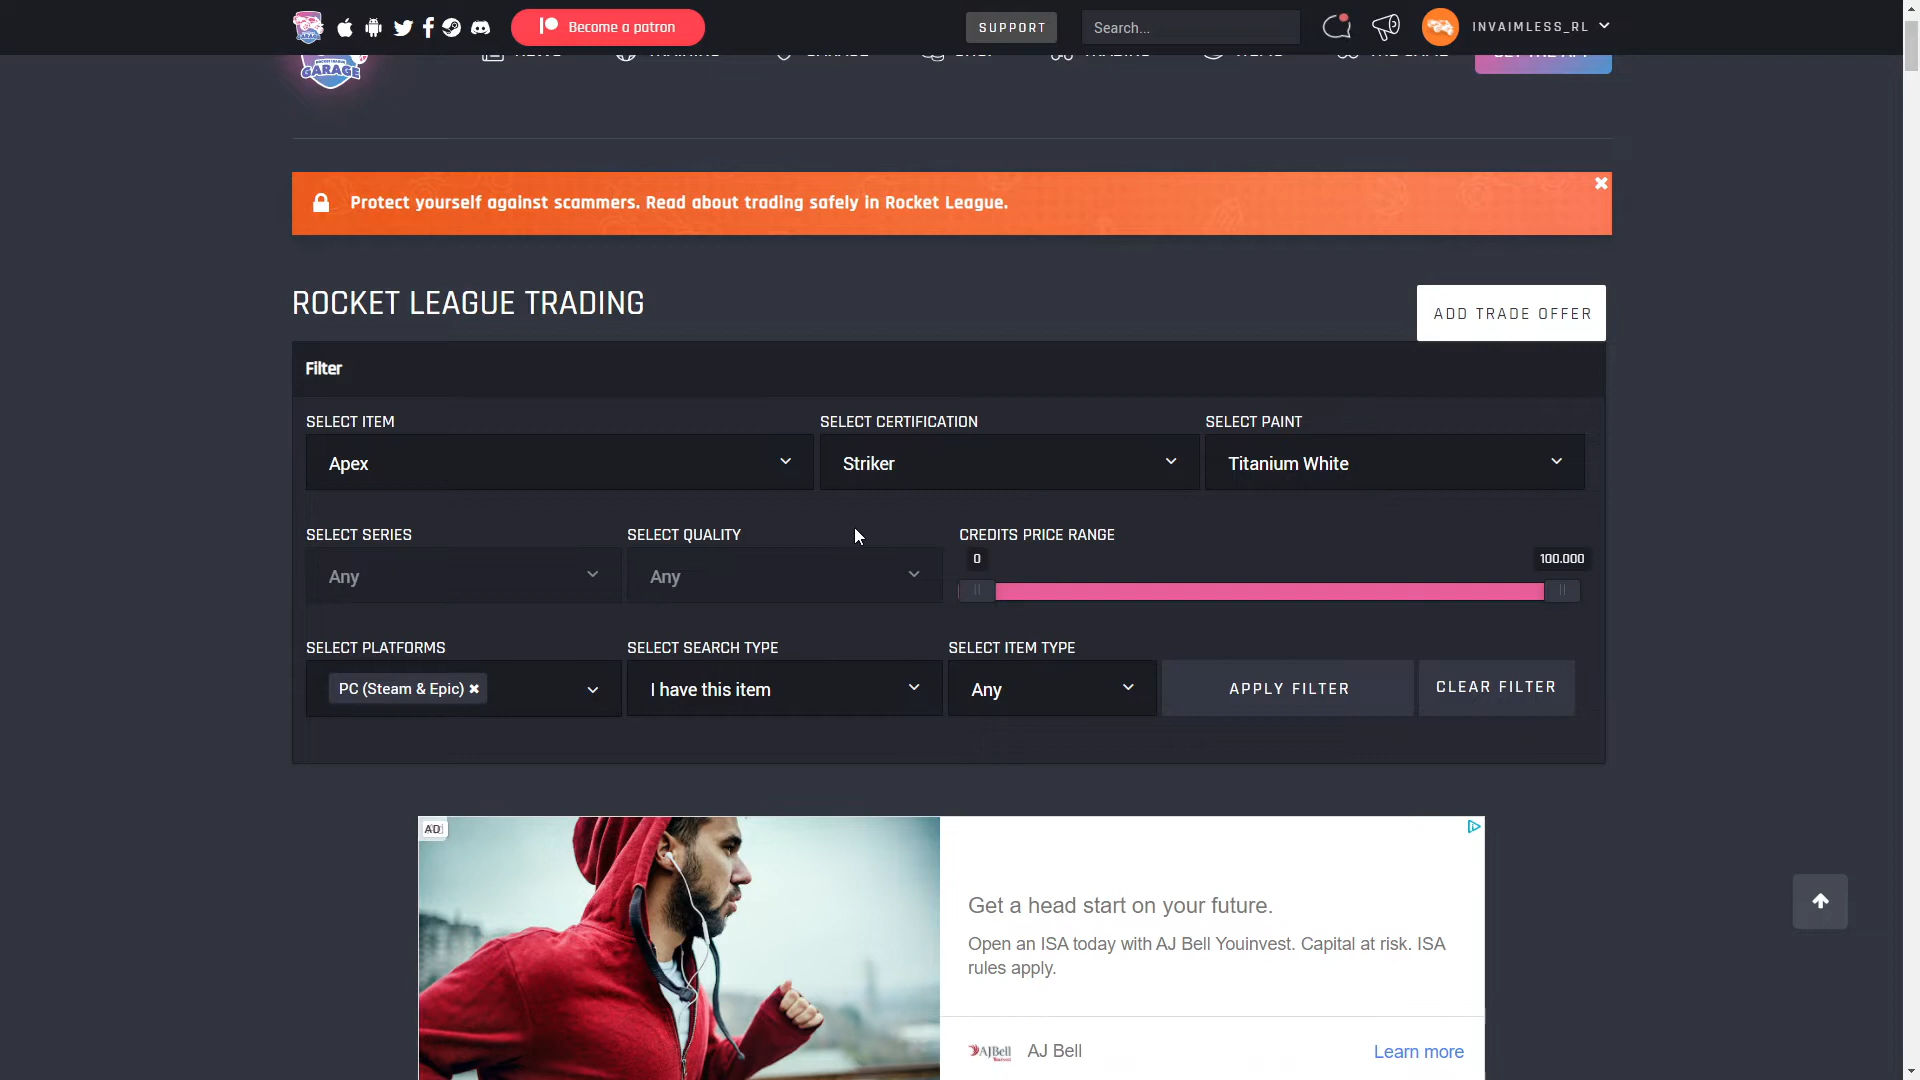 Become a patron
SUPPORT
Search...
INVAIMLESS_RL
GARAGE
Protect yourself against scammers. Read about trading safely in Rocket League.
ROCKET LEAGUE TRADING
ADD TRADE OFFER
Filter
SELECT ITEM
SELECT CERTIFICATION
SELECT PAINT
Apex
Striker
Titanium White
SELECT SERIES
SELECT QUALITY
CREDITS PRICE RANGE
0
100.000
Any
Any
SELECT PLATFORMS
SELECT SEARCH TYPE
SELECT ITEM TYPE
PC (Steam & Epic)
I have this item
Any
APPLY FILTER
CLEAR FILTER
AD
Get a head start on your future.
Open an ISA today with AJ Bell Youinvest. Capital at risk. ISA
rules apply.
AJBell
AJ Bell
Learn more